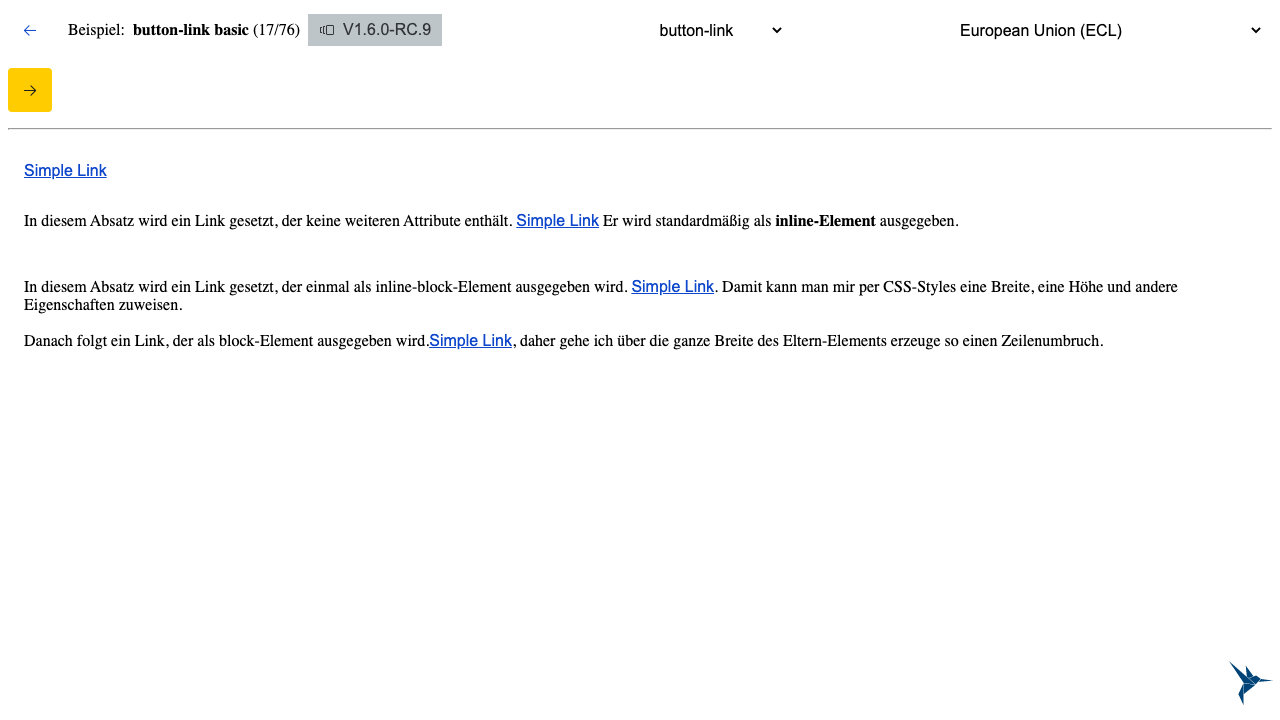 Beispiel: button-link basic (17/76) V1.6.0-RC.9 button-link European Union (ECL)
Simple Link
In diesem Absatz wird ein Link gesetzt, der keine weiteren Attribute enthält. Simple Link Er wird standardmäßig als inline-Element ausgegeben.
In diesem Absatz wird ein Link gesetzt, der einmal als inline-block-Element ausgegeben wird. Simple Link. Damit kann man mir per CSS-Styles eine Breite, eine Höhe und andere
Eigenschaften zuweisen.
Danach folgt ein Link, der als block-Element ausgegeben wird.Simple Link, daher gehe ich über die ganze Breite des Eltern-Elements erzeuge so einen Zeilenumbruch.